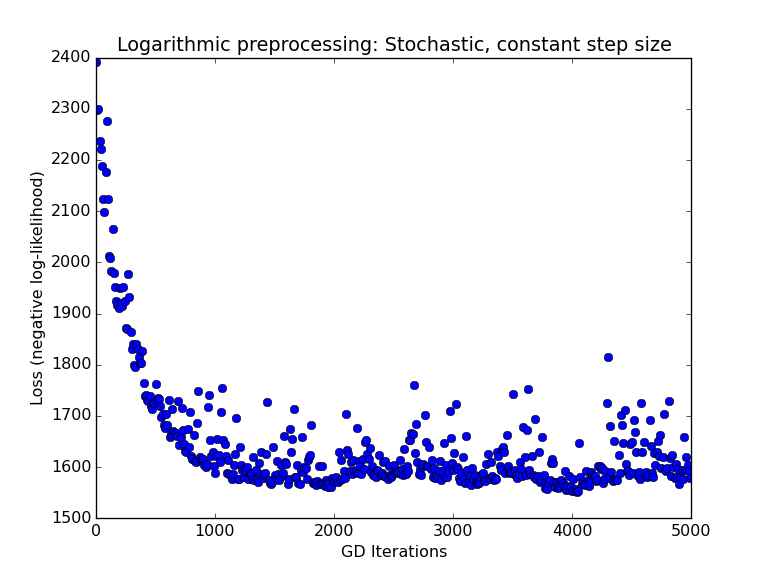 Logarithmic preprocessing: Stochastic, constant step size
2400
2300
2200
2100
2000
1900
1800
1700
1600
1500
Loss (negative log-likelihood)
0 1000 2000 3000 4000 5000
GD Iterations